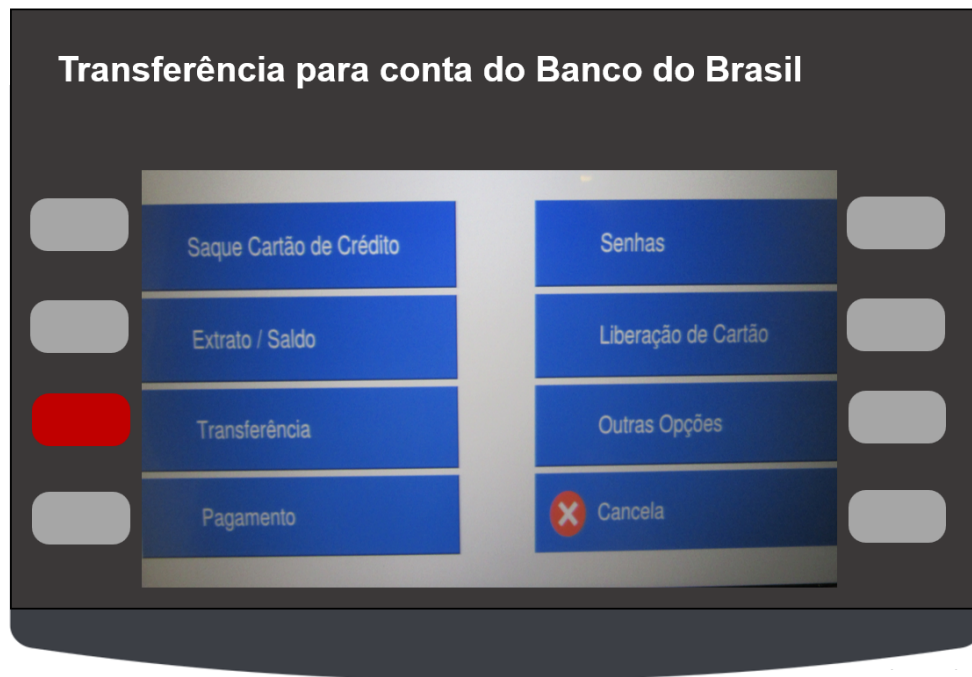 Transferência para conta do Banco do Brasil
Saque Cartão de Crédito
Senhas
Extrato / Saldo
Liberação de Cartão
Transferência
Outras Opções
Pagamento
Cancela